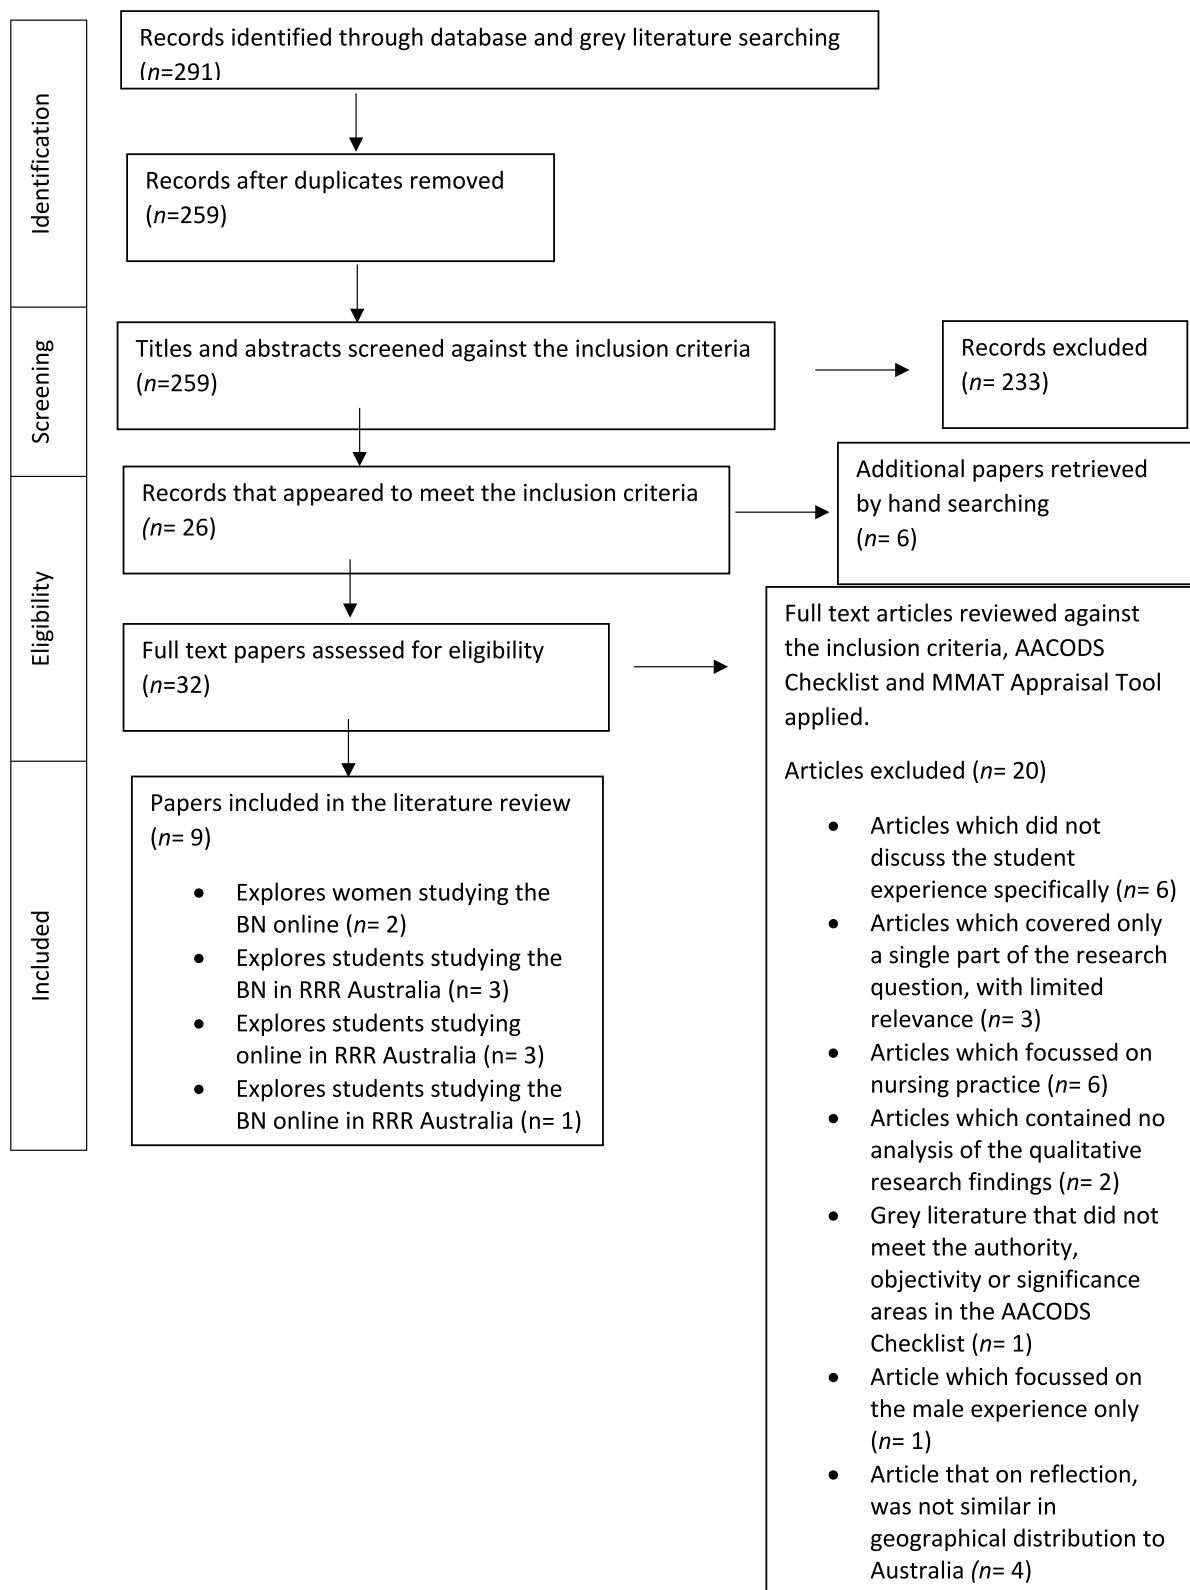 Identification
Records identified through database and grey literature searching
(n=291)
Records after duplicates removed
(n=259)
Screening
Titles and abstracts screened against the inclusion criteria
(n=259)
Records excluded
(n= 233)
Eligibility
Records that appeared to meet the inclusion criteria
(n= 26)
Additional papers retrieved
by hand searching
(n= 6)
Full text papers assessed for eligibility
(n=32)
Full text articles reviewed against
the inclusion criteria, AACODS
Checklist and MMAT Appraisal Tool
applied.
Articles excluded (n= 20)
• Articles which did not
discuss the student
experience specifically (n= 6)
• Articles which covered only
a single part of the research
question, with limited
relevance (n= 3)
• Articles which focussed on
nursing practice (n= 6)
• Articles which contained no
analysis of the qualitative
research findings (n= 2)
• Grey literature that did not
meet the authority,
objectivity or significance
areas in the AACODS
Checklist (n= 1)
• Article which focussed on
the male experience only
(n= 1)
• Article that on reflection,
was not similar in
geographical distribution to
Australia (n= 4)
Included
Papers included in the literature review
(n= 9)
• Explores women studying the
BN online (n= 2)
• Explores students studying the
BN in RRR Australia (n= 3)
• Explores students studying
online in RRR Australia (n= 3)
• Explores students studying the
BN online in RRR Australia (n= 1)